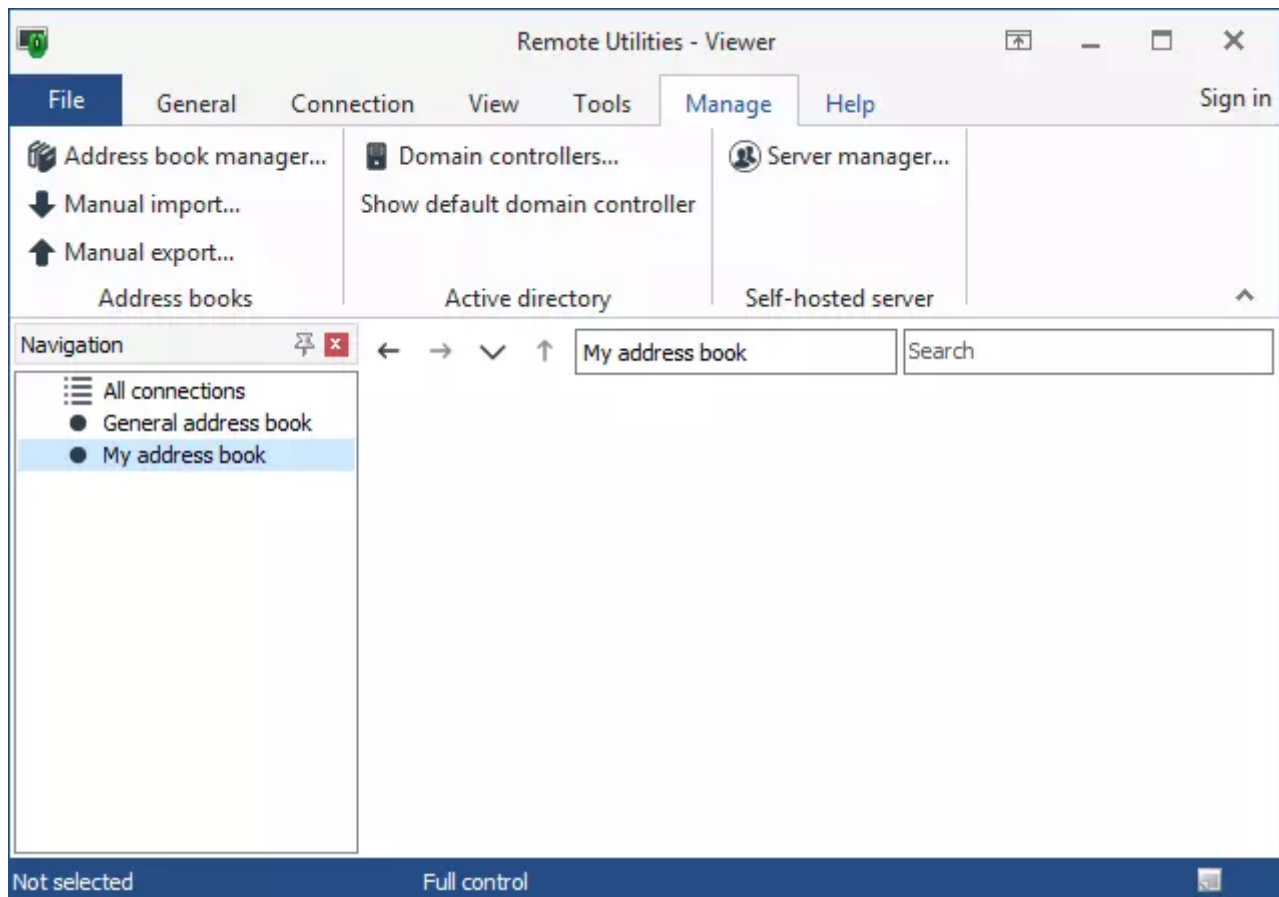 Remote Utilities - Viewer
File General Connection View Tools Manage Help Sign in
Address book manager... Domain controllers... Server manager...
Manual import... Show default domain controller
Manual export...
Address books Active directory Self-hosted server
Navigation My address book Search
All connections
General address book
My address book
Not selected Full control